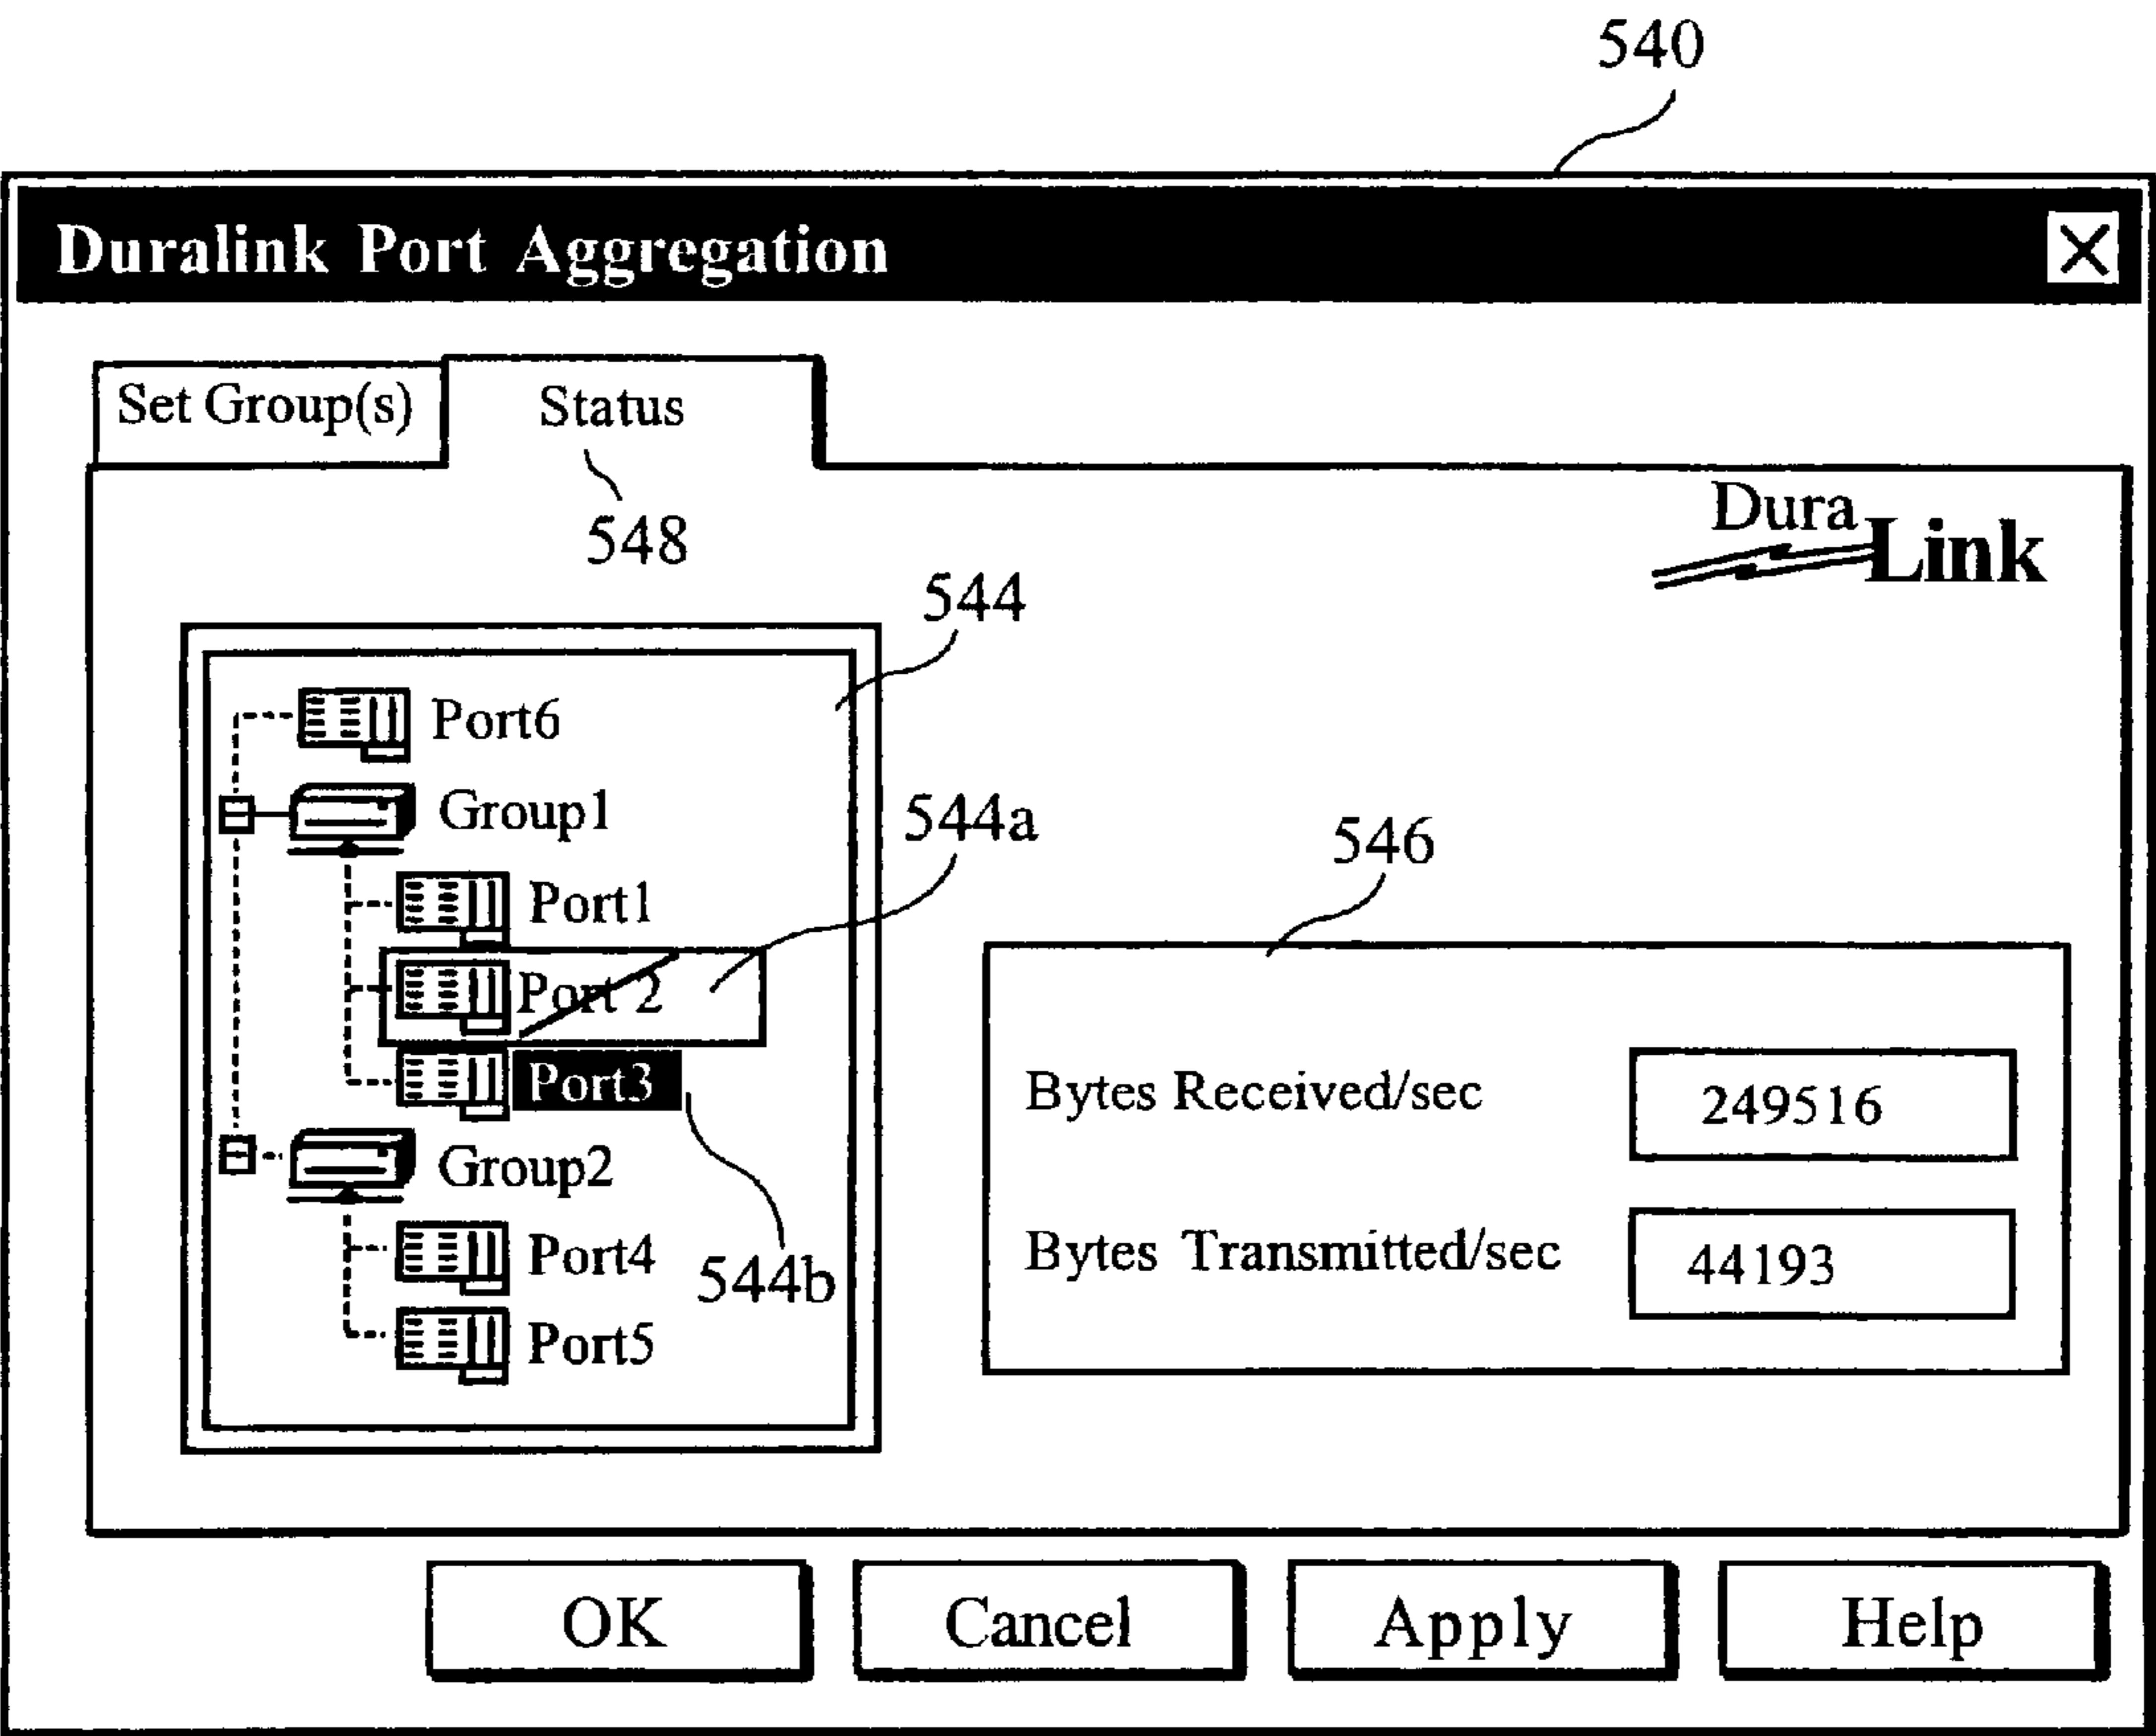 540
Duralink Port Aggregation
Set Group(s) Status
548
Dura Link
544
Port6
Group1
544a
546
Port1
Port 2
Port3
Bytes Received/sec 249516
Group2
Port4
544b
Bytes Transmitted/sec 44193
Port5
OK Cancel Apply Help